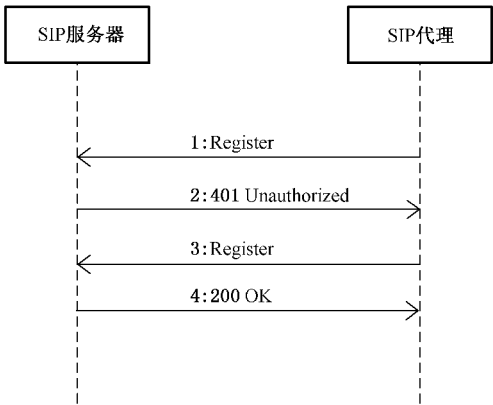 SIP服务器
SIP代理
1:Register
2:401 Unauthorized
3:Register
4:200 OK